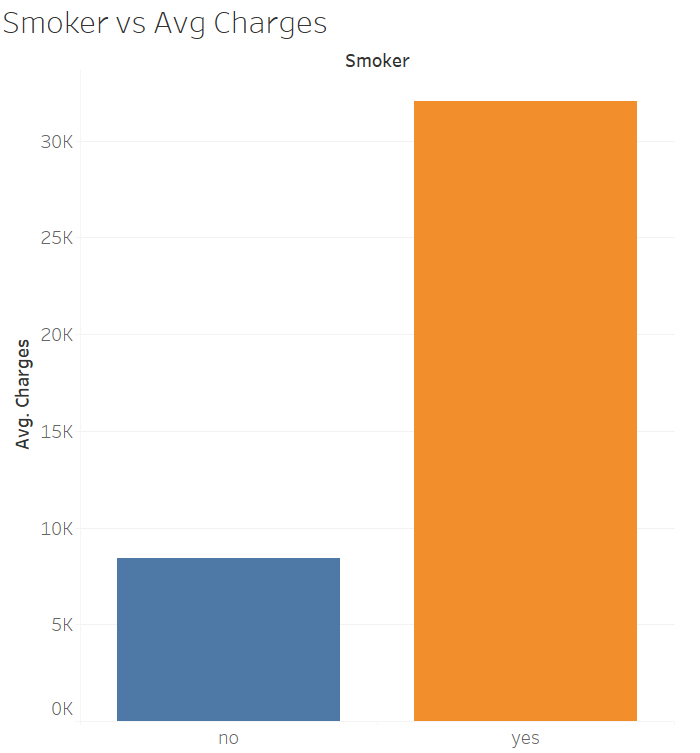 Smoker vs Avg Charges
Smoker
Avg. Charges
30K
25K
20K
15K
10K
5K
0K
no
yes